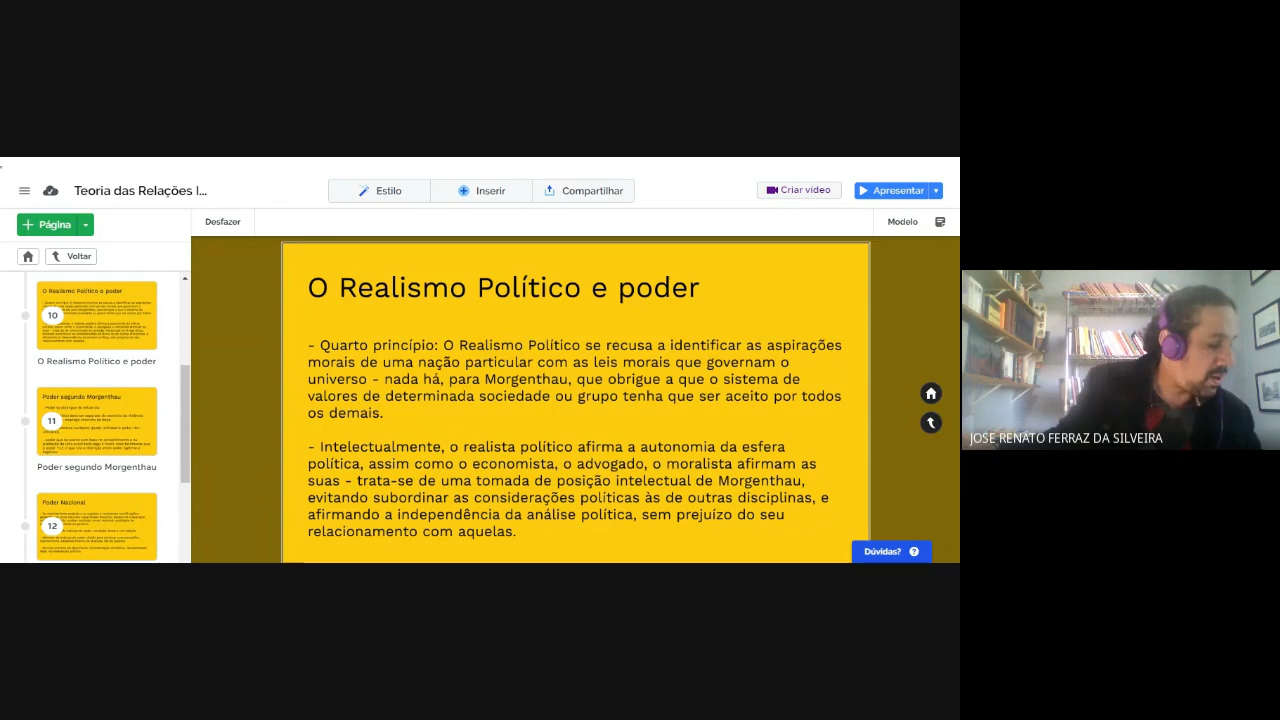 Teoria das Relações I...
Estilo
Inserir
Compartilhar
Criar vídeo
Apresentar
Página
Desfazer
Modelo
Voltar
O Realismo Político e poder
10
O Realismo Político e poder
Poder segundo Morgenthau
11
Poder segundo Morgenthau
Poder Nacional
12
O Realismo Político e poder
- Quarto princípio: O Realismo Político se recusa a identificar as aspirações
morais de uma nação particular com as leis morais que governam o
universo - nada há, para Morgenthau, que obrigue a que o sistema de
valores de determinada sociedade ou grupo tenha que ser aceito por todos
os demais.
- Intelectualmente, o realista político afirma a autonomia da esfera
política, assim como o economista, o advogado, o moralista afirmam as
suas - trata-se de uma tomada de posição intelectual de Morgenthau,
evitando subordinar as considerações políticas às de outras disciplinas, e
afirmando a independência da análise política, sem prejuízo do seu
relacionamento com aquelas.
Dúvidas?
JOSE RENATO FERRAZ DA SILVEIRA